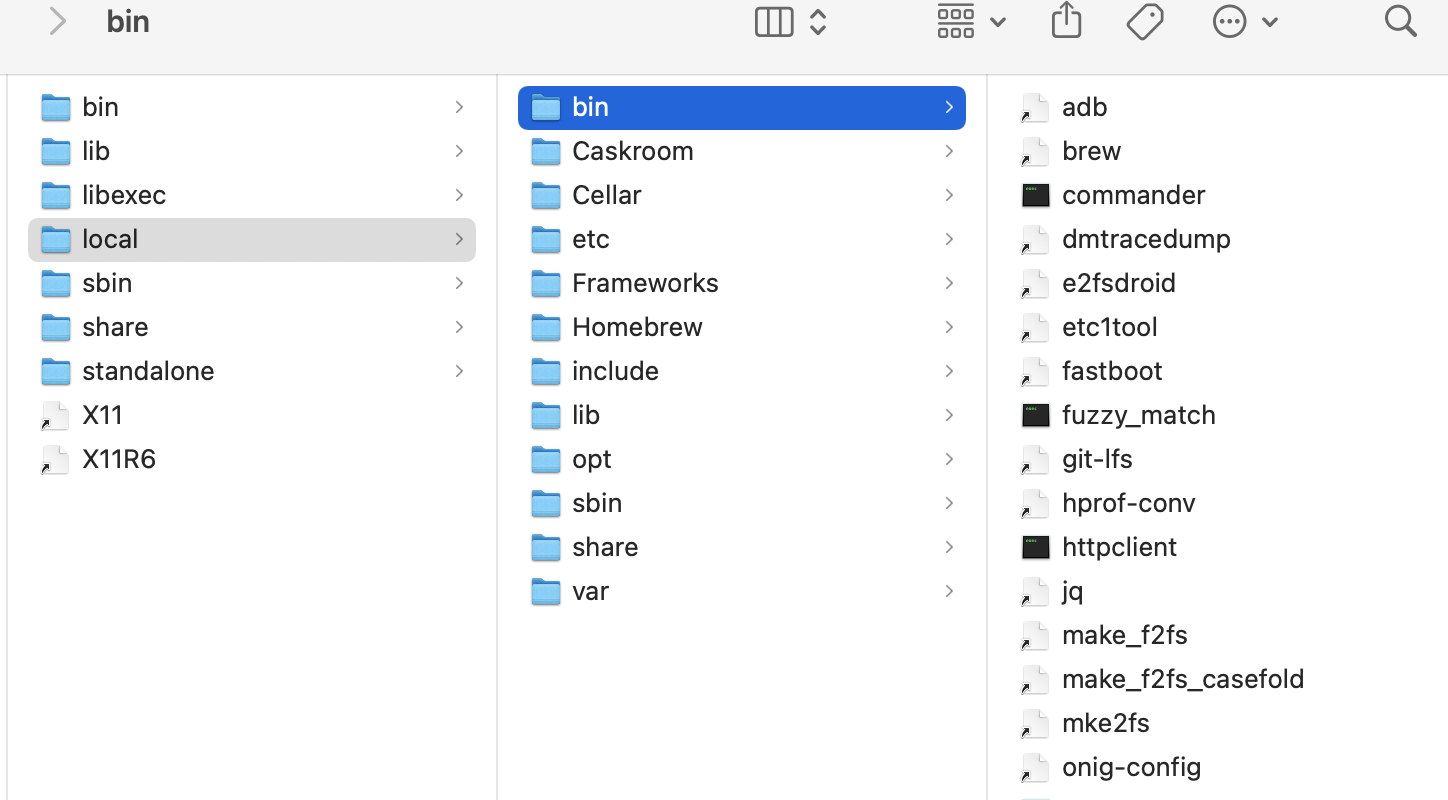 bin
bin
lib
libexec
local
sbin
share
standalone
X11
X11R6
bin
Caskroom
Cellar
etc
Frameworks
Homebrew
include
lib
opt
sbin
share
var
adb
brew
commander
dmtracedump
e2fsdroid
etc1tool
fastboot
fuzzy_match
git-lfs
hprof-conv
httpclient
jq
make_f2fs
make_f2fs_casefold
mke2fs
onig-config